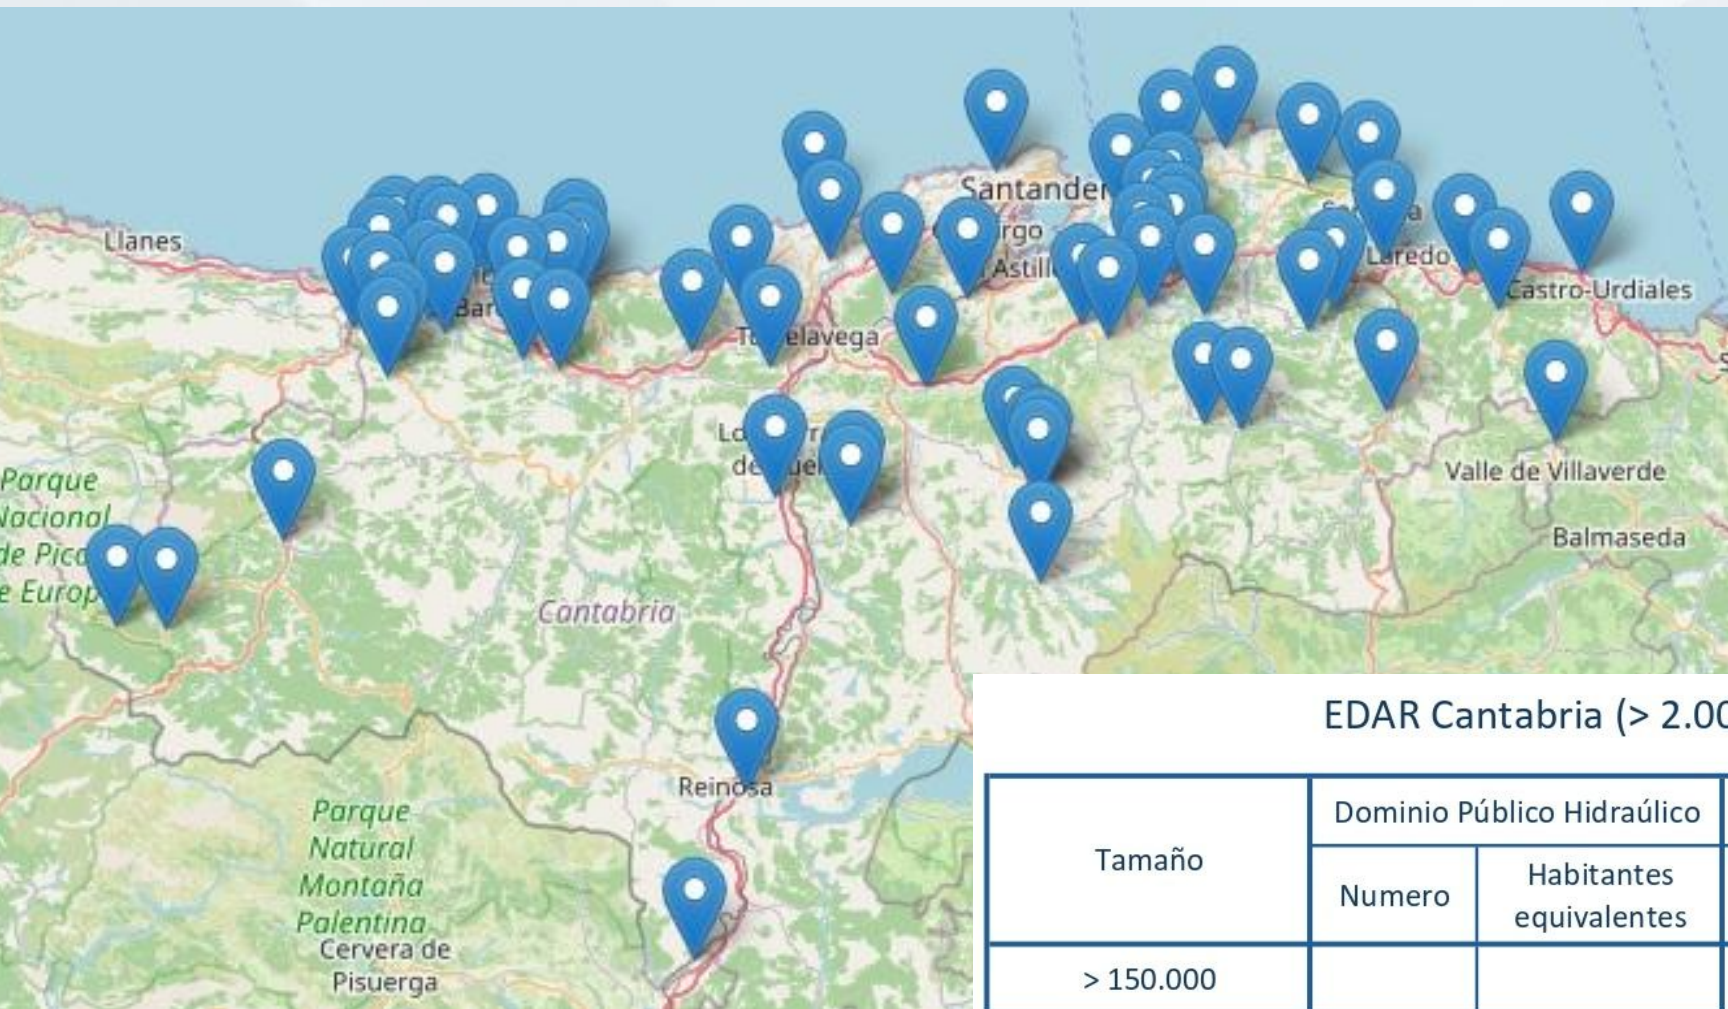 Santander
Llanes
Laredo
Castro-Urdiales
Parque
Nacional
Valle de Villaverde
Balmaseda
Cantabria
EDAR Cantabria (> 2.00
Reinosa
Dominio Público Hidraúlico
Parque
Natural
Montaña
Palentina
Tamaño
Numero
Habitantes
equivalentes
Cervera de
Pisuerga
> 150.000